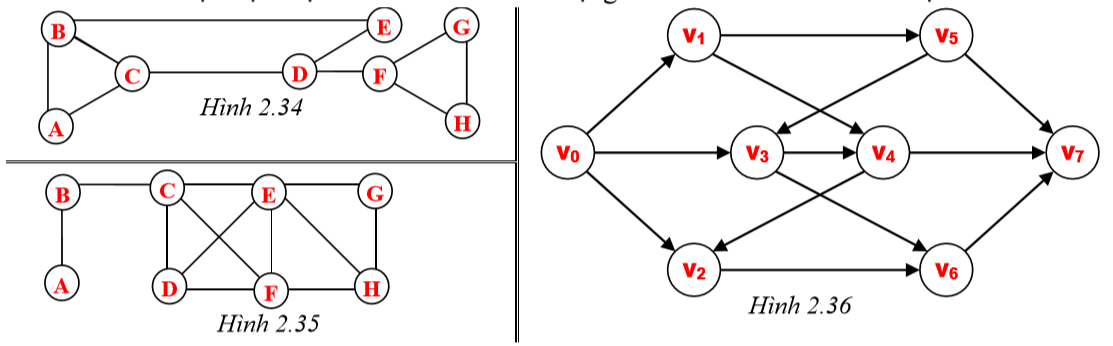 B
E
G
C
D
F
A
H
Hình 2.34
B
C
E
G
A
D
F
H
Hình 2.35
v₁
v₅
v₀
v₃
v₄
v₇
v₂
v₆
Hình 2.36